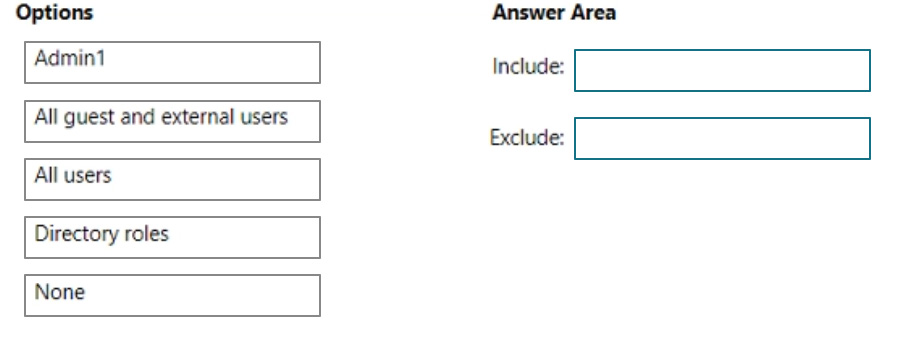 Options
Answer Area
Admin1
Include:
All guest and external users
Exclude:
All users
Directory roles
None